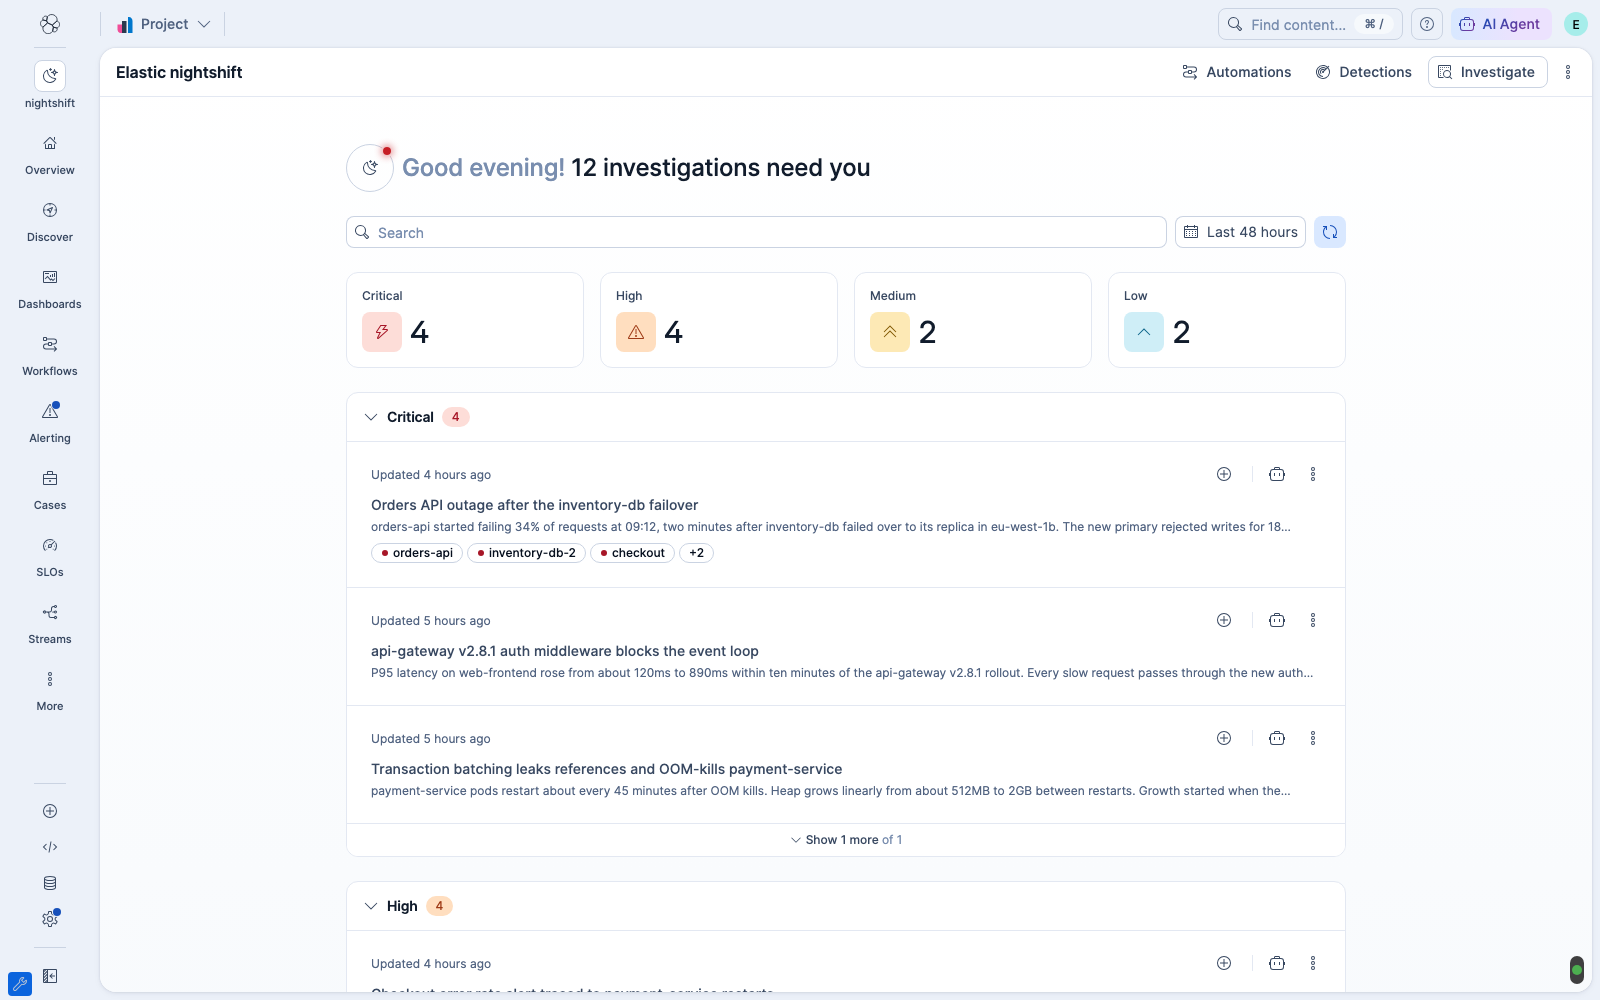 Project
Find content...
⌘ /
AI Agent
E
nightshift
Overview
Discover
Dashboards
Workflows
Alerting
Cases
SLOs
Streams
More
Elastic nightshift
Automations
Detections
Investigate
Good evening! 12 investigations need you
Search
Last 48 hours
Critical
4
High
4
Medium
2
Low
2
Critical 4
Updated 4 hours ago
Orders API outage after the inventory-db failover
orders-api started failing 34% of requests at 09:12, two minutes after inventory-db failed over to its replica in eu-west-1b. The new primary rejected writes for 18...
orders-api
inventory-db-2
checkout
+2
Updated 5 hours ago
api-gateway v2.8.1 auth middleware blocks the event loop
P95 latency on web-frontend rose from about 120ms to 890ms within ten minutes of the api-gateway v2.8.1 rollout. Every slow request passes through the new auth...
Updated 5 hours ago
Transaction batching leaks references and OOM-kills payment-service
payment-service pods restart about every 45 minutes after OOM kills. Heap grows linearly from about 512MB to 2GB between restarts. Growth started when the...
Show 1 more of 1
High 4
Updated 4 hours ago
Checkout error rate alert traced to payment-service restarts